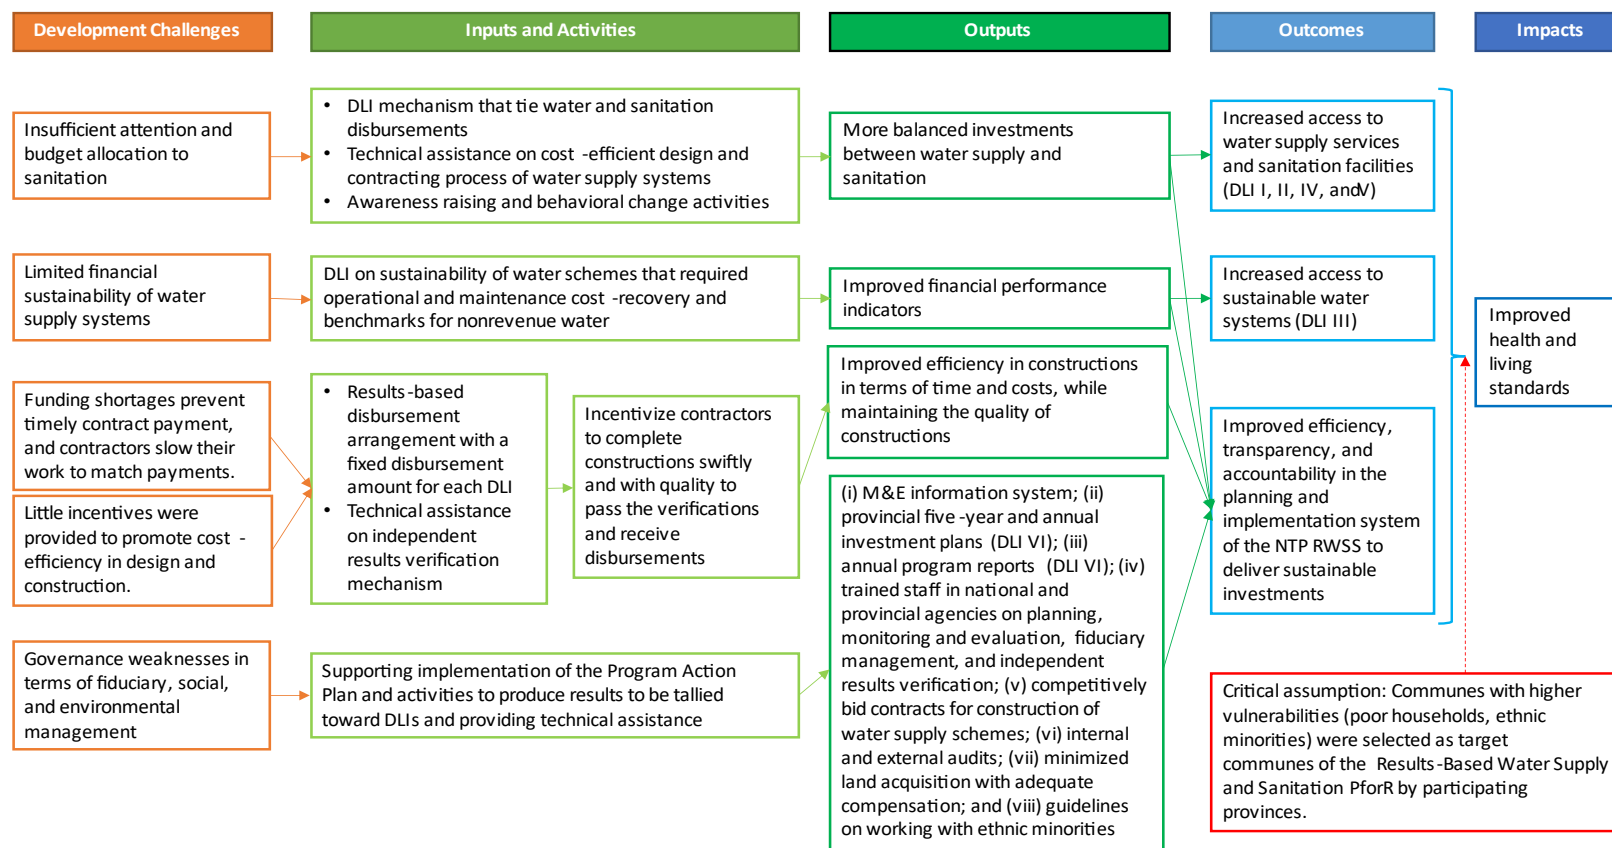 Development Challenges
Inputs and Activities
Outputs
Outcomes
Impacts
Insufficient attention and
budget allocation to
sanitation
• DLI mechanism that tie water and sanitation
disbursements
• Technical assistance on cost -efficient design and
contracting process of water supply systems
• Awareness raising and behavioral change activities
More balanced investments
between water supply and
sanitation
Increased access to
water supply services
and sanitation facilities
(DLI I, II, IV, andV)
Limited financial
sustainability of water
supply systems
DLI on sustainability of water schemes that required
operational and maintenance cost -recovery and
benchmarks for nonrevenue water
Improved financial performance
indicators
Increased access to
sustainable water
systems (DLI III)
Improved
health and
living
standards
Funding shortages prevent
timely contract payment,
and contractors slow their
work to match payments.
Little incentives were
provided to promote cost -
efficiency in design and
construction.
• Results-based
disbursement
arrangement with a
fixed disbursement
amount for each DLI
• Technical assistance
on independent
results verification
mechanism
Incentivize contractors
to complete
constructions swiftly
and with quality to
pass the verifications
and receive
disbursements
Improved efficiency in constructions
in terms of time and costs, while
maintaining the quality of
constructions
Improved efficiency,
transparency, and
accountability in the
planning and
implementation system
of the NTP RWSS to
deliver sustainable
investments
Governance weaknesses in
terms of fiduciary, social,
and environmental
management
Supporting implementation of the Program Action
Plan and activities to produce results to be tallied
toward DLIs and providing technical assistance
(i) M&E information system; (ii)
provincial five -year and annual
investment plans (DLI VI); (iii)
annual program reports (DLI VI); (iv)
trained staff in national and
provincial agencies on planning,
monitoring and evaluation, fiduciary
management, and independent
results verification; (v) competitively
bid contracts for construction of
water supply schemes; (vi) internal
and external audits; (vii) minimized
land acquisition with adequate
compensation; and (viii) guidelines
on working with ethnic minorities
Critical assumption: Communes with higher
vulnerabilities (poor households, ethnic
minorities) were selected as target
communes of the Results-Based Water Supply
and Sanitation PforR by participating
provinces.